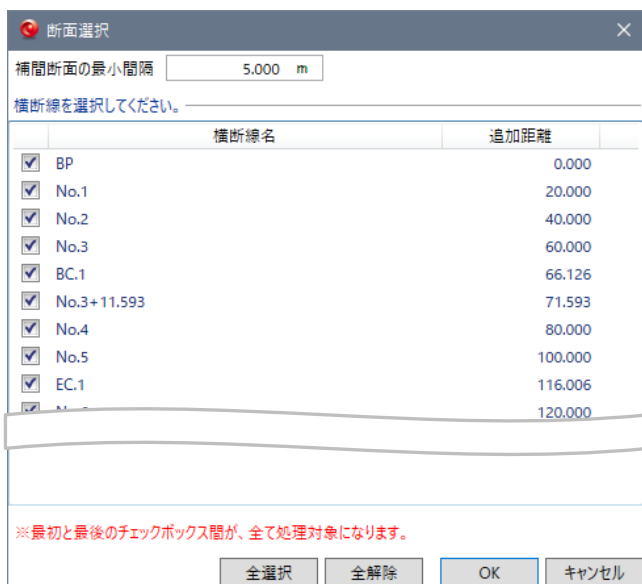 断面選択
補間断面の最小間隔 5.000 m
横断線を選択してください。
横断線名 追加距離
BP 0.000
No.1 20.000
No.2 40.000
No.3 60.000
BC.1 66.126
No.3+11.593 71.593
No.4 80.000
No.5 100.000
EC.1 116.006
120.000
※最初と最後のチェックボックス間が、全て処理対象になります。
全選択 全解除 OK キャンセル